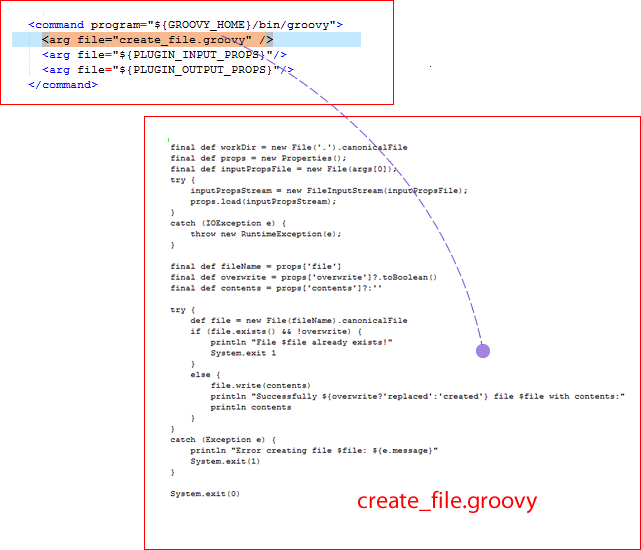 <command program="${GROOVY_HOME}/bin/groovy">
<arg file="create_file.groovy" />
<arg file="${PLUGIN_INPUT_PROPS}"/>
<arg file="${PLUGIN_OUTPUT_PROPS}"/>
</command>
final def workDir = new File('.').canonicalFile
final def props = new Properties();
final def inputPropsFile = new File(args[0]);
try {
inputPropsStream = new FileInputStream(inputPropsFile);
props.load(inputPropsStream);
}
catch (IOException e) {
throw new RuntimeException(e);
}
final def fileName = props['file']
final def overwrite = props['overwrite']?.toBoolean()
final def contents = props['contents']?:''
try {
def file = new File(fileName).canonicalFile
if (file.exists() && !overwrite) {
println "File $file already exists!"
System.exit 1
}
else {
file.write(contents)
println "Successfully ${overwrite?'replaced':'created'} file $file with contents:"
println contents
}
}
catch (Exception e) {
println "Error creating file $file: ${e.message}"
System.exit(1)
}
System.exit(0)
create_file.groovy